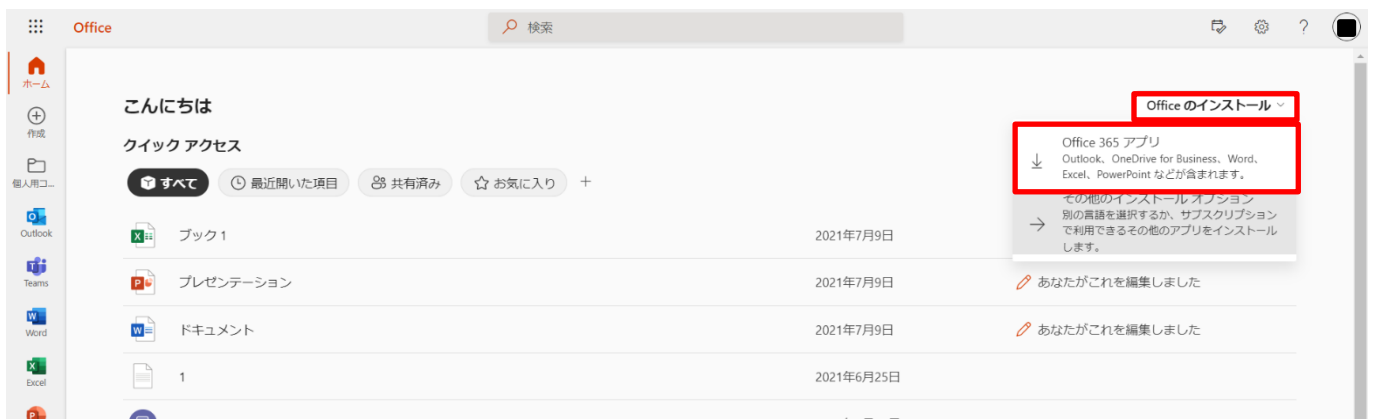 Office
検索
?
ホーム
作成
個人用コ...
Outlook
Teams
Word
Excel
こんにちは
Office のインストール
Office 365 アプリ
Outlook、OneDrive for Business、Word、
Excel、PowerPoint などが含まれます。
その他のインストール オプション
別の言語を選択するか、サブスクリプション
で利用できるその他のアプリをインストール
します。
クイック アクセス
すべて
最近開いた項目
共有済み
お気に入り
+
ブック 1
2021年7月9日
プレゼンテーション
2021年7月9日
あなたがこれを編集しました
ドキュメント
2021年7月9日
あなたがこれを編集しました
1
2021年6月25日